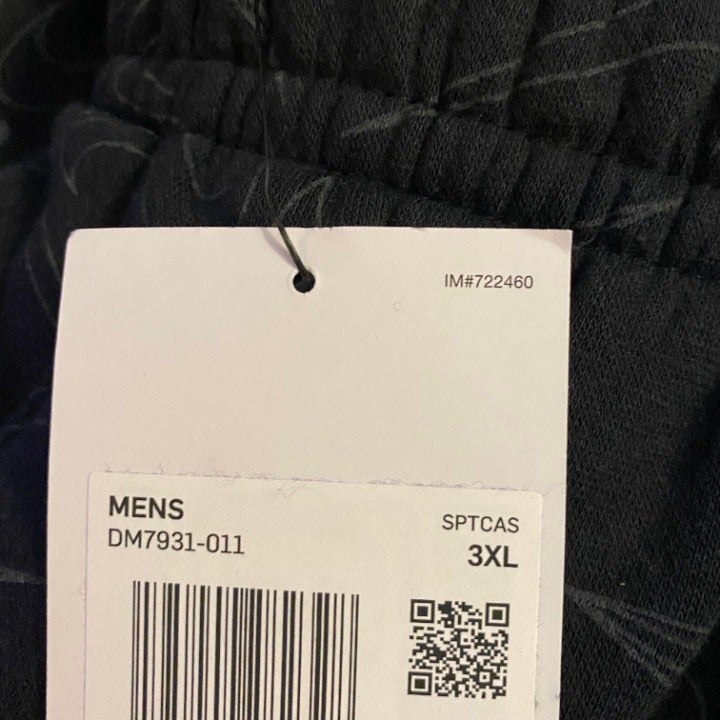 IM#722460
MENS
DM7931-011
SPTCAS
3XL